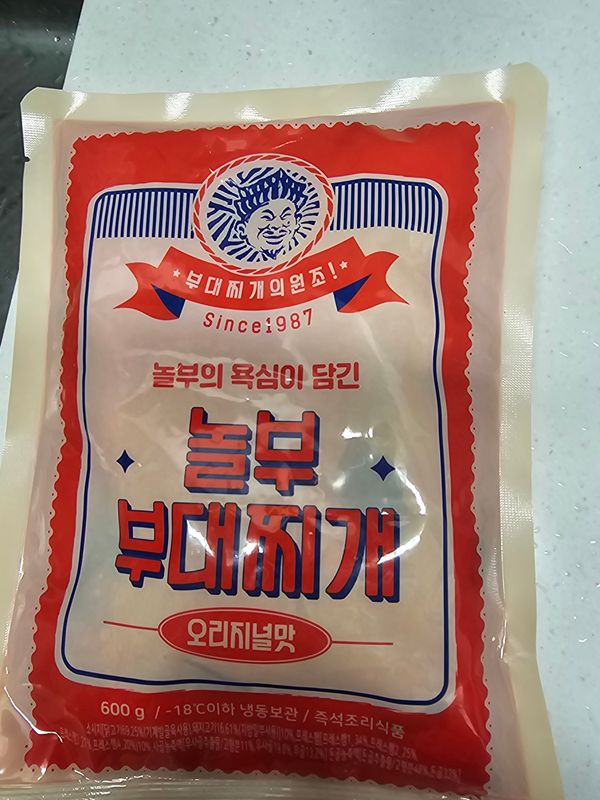 부대찌개의원조!
Since1987
놀부의 욕심이 담긴
놀부
부대찌개
오리지널맛
600 g / -18℃이하 냉동보관 / 즉석조리식품